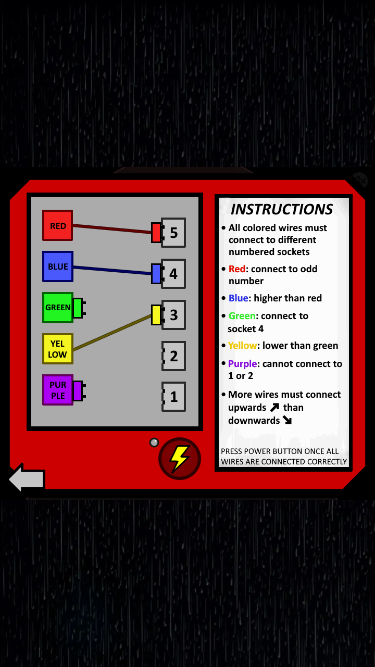 INSTRUCTIONS
• All colored wires must
connect to different
numbered sockets
• Red: connect to odd
number
• Blue: higher than red
• Green: connect to
socket 4
• Yellow: lower than green
• Purple: cannot connect to
1 or 2
• More wires must connect
upwards ↗ than
downwards ↘
PRESS POWER BUTTON ONCE ALL
WIRES ARE CONNECTED CORRECTLY
RED
5
BLUE
4
GREEN
3
YEL
LOW
2
PUR
PLE
1